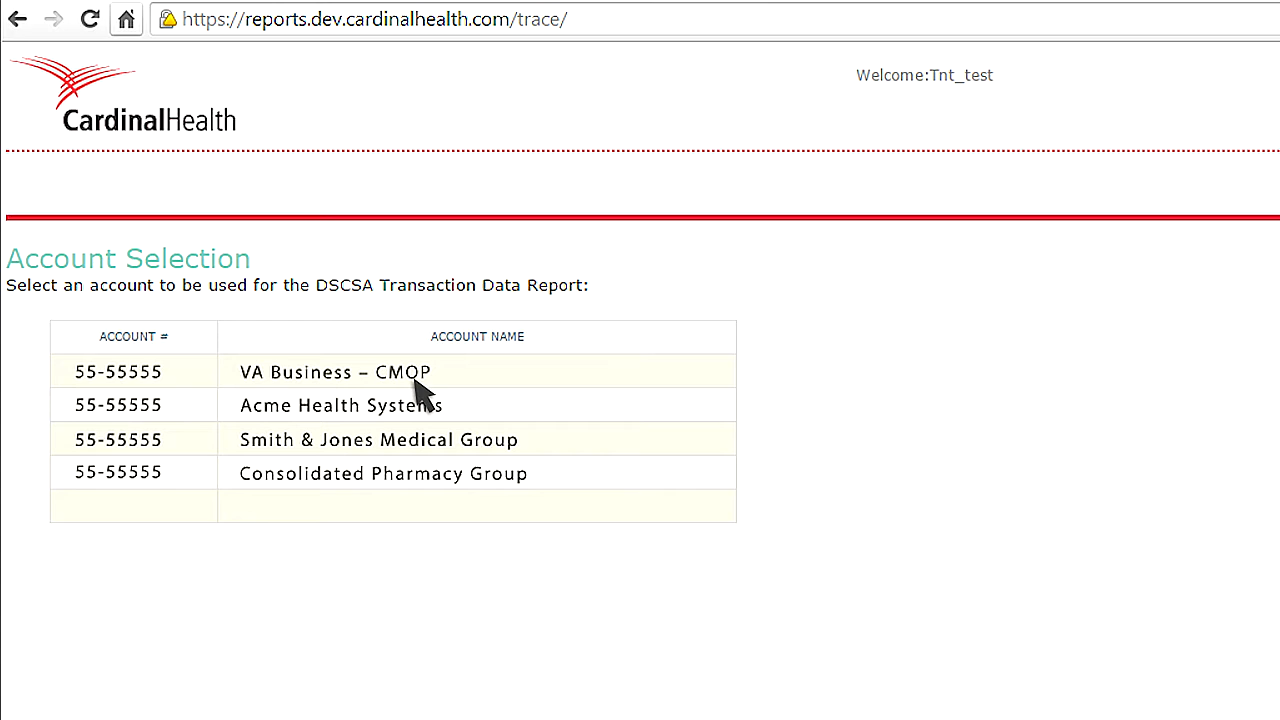 https://reports.dev.cardinalhealth.com/trace/
Welcome:Tnt_test
CardinalHealth
Account Selection
Select an account to be used for the DSCSA Transaction Data Report:
ACCOUNT # ACCOUNT NAME
55-55555 VA Business – CMOP
55-55555 Acme Health Systems
55-55555 Smith & Jones Medical Group
55-55555 Consolidated Pharmacy Group